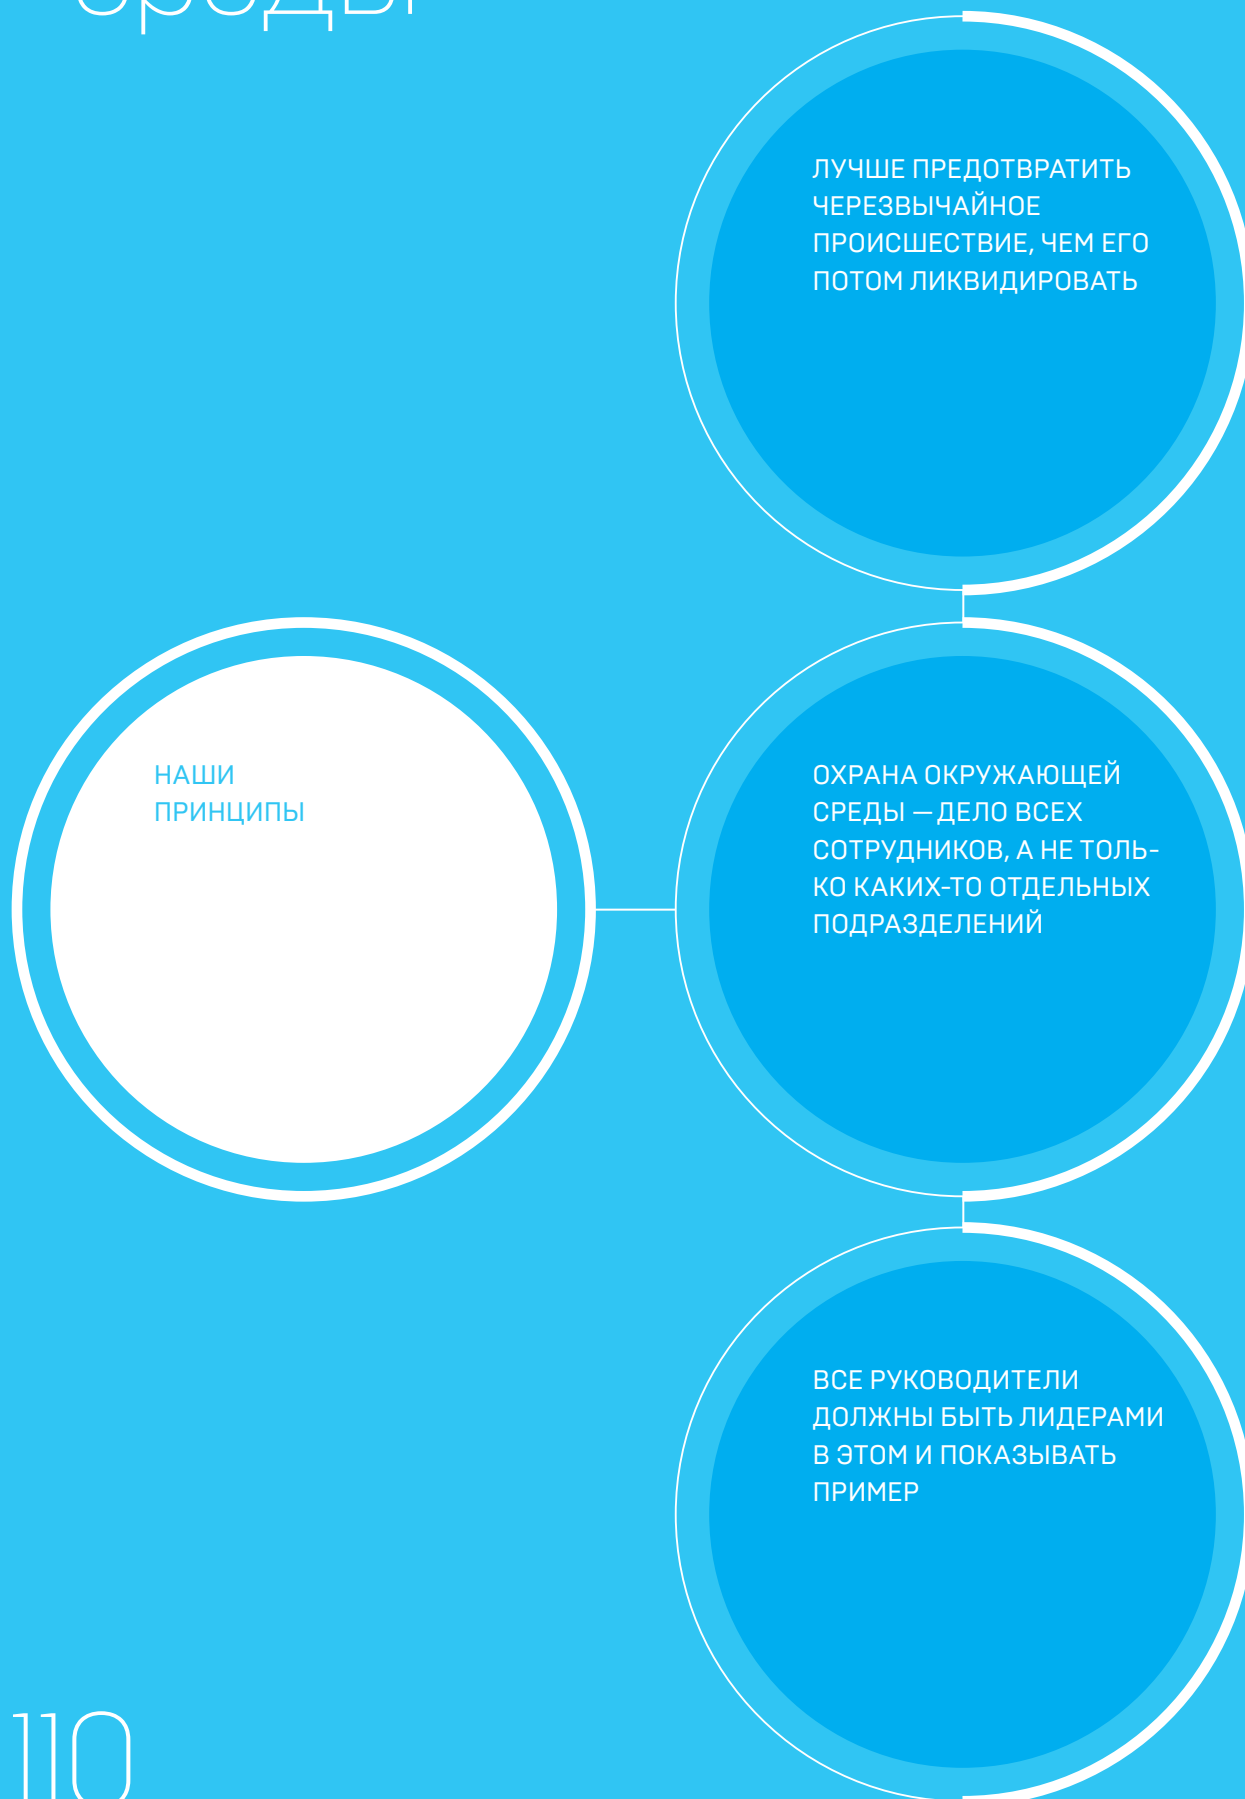 среды
НАШИ
ПРИНЦИПЫ
ЛУЧШЕ ПРЕДОТВРАТИТЬ
ЧЕРЕЗВЫЧАЙНОЕ
ПРОИСШЕСТВИЕ, ЧЕМ ЕГО
ПОТОМ ЛИКВИДИРОВАТЬ
ОХРАНА ОКРУЖАЮЩЕЙ
СРЕДЫ — ДЕЛО ВСЕХ
СОТРУДНИКОВ, А НЕ ТОЛЬ-
КО КАКИХ-ТО ОТДЕЛЬНЫХ
ПОДРАЗДЕЛЕНИЙ
ВСЕ РУКОВОДИТЕЛИ
ДОЛЖНЫ БЫТЬ ЛИДЕРАМИ
В ЭТОМ И ПОКАЗЫВАТЬ
ПРИМЕР
110